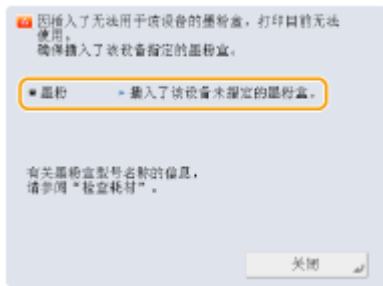 因插入了无法用于该设备的墨粉盒，打印目前无法
使用。
确保插入了该设备指定的墨粉盒。
■墨粉 ▸ 插入了该设备未指定的墨粉盒。
有关墨粉盒型号名称的信息，
请参阅“检查耗材”。
关闭